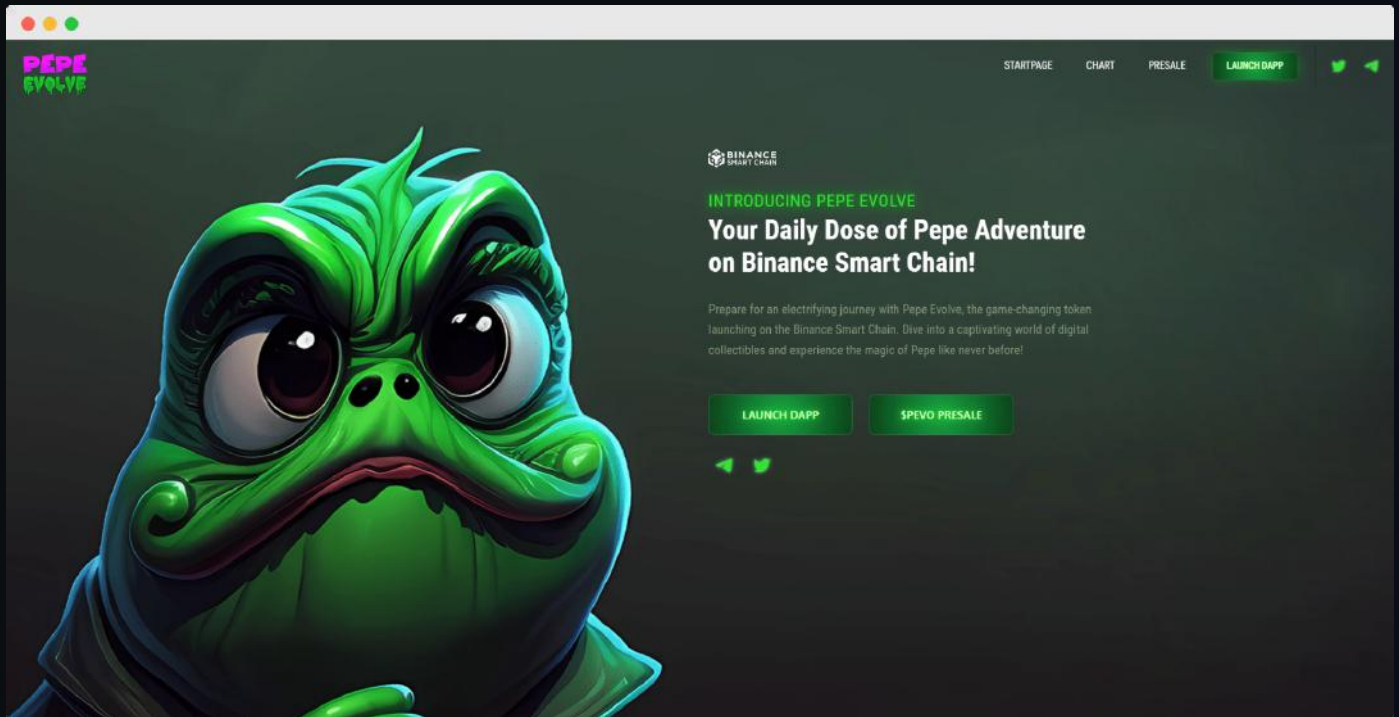 PEPE
EVOLVE
STARTPAGE
CHART
PRESALE
LAUNCH DAPP
BINANCE
SMART CHAIN
INTRODUCING PEPE EVOLVE
Your Daily Dose of Pepe Adventure
on Binance Smart Chain!
Prepare for an electrifying journey with Pepe Evolve, the game-changing token
launching on the Binance Smart Chain. Dive into a captivating world of digital
collectibles and experience the magic of Pepe like never before!
LAUNCH DAPP
$PEVO PRESALE